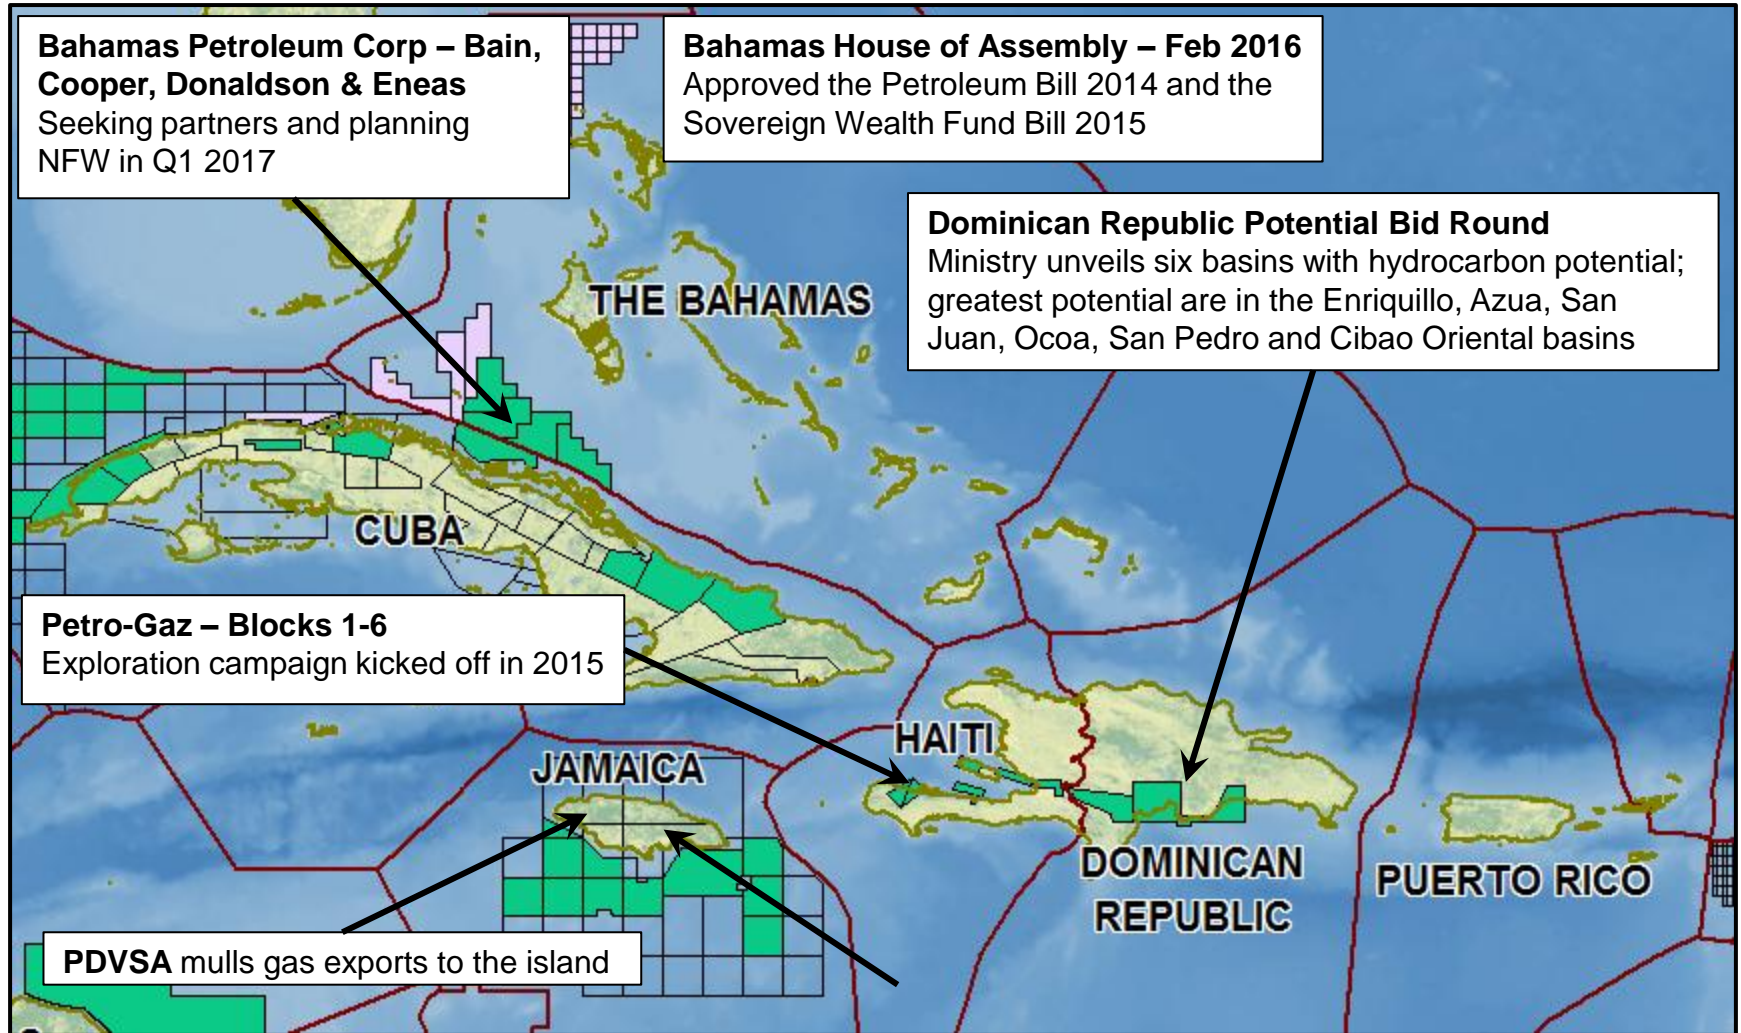 Bahamas Petroleum Corp – Bain,
Cooper, Donaldson & Eneas
Seeking partners and planning
NFW in Q1 2017
Bahamas House of Assembly – Feb 2016
Approved the Petroleum Bill 2014 and the
Sovereign Wealth Fund Bill 2015
Dominican Republic Potential Bid Round
Ministry unveils six basins with hydrocarbon potential;
greatest potential are in the Enriquillo, Azua, San
Juan, Ocoa, San Pedro and Cibao Oriental basins
THE BAHAMAS
CUBA
Petro-Gaz – Blocks 1-6
Exploration campaign kicked off in 2015
HAITI
JAMAICA
DOMINICAN
REPUBLIC
PUERTO RICO
PDVSA mulls gas exports to the island